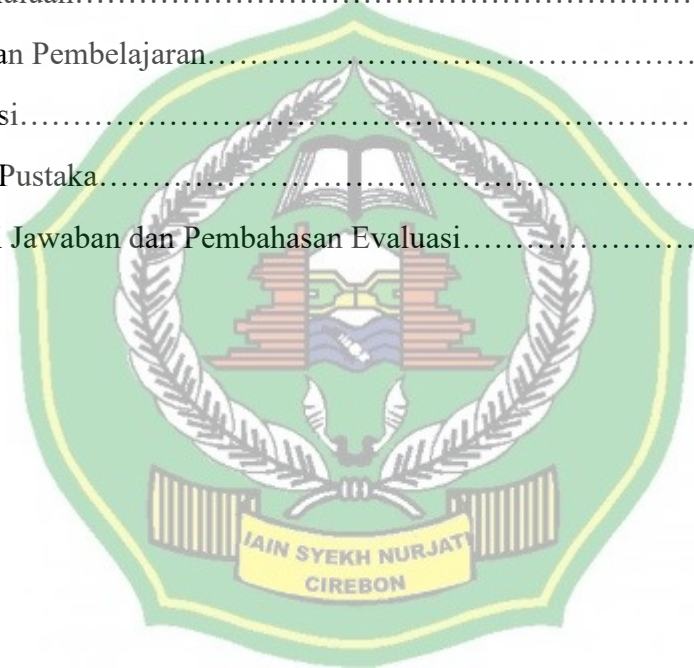 an Pembelajaran……………………………………………
si………………………………………………………………
Pustaka……………………………………………………
Jawaban dan Pembahasan Evaluasi…………………
IAIN SYEKH NURJATI
CIREBON